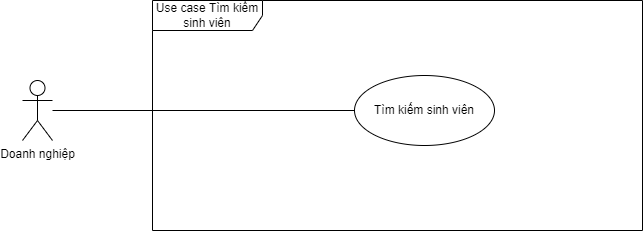 Use case Tìm kiếm
sinh viên
Tìm kiếm sinh viên
Doanh nghiệp